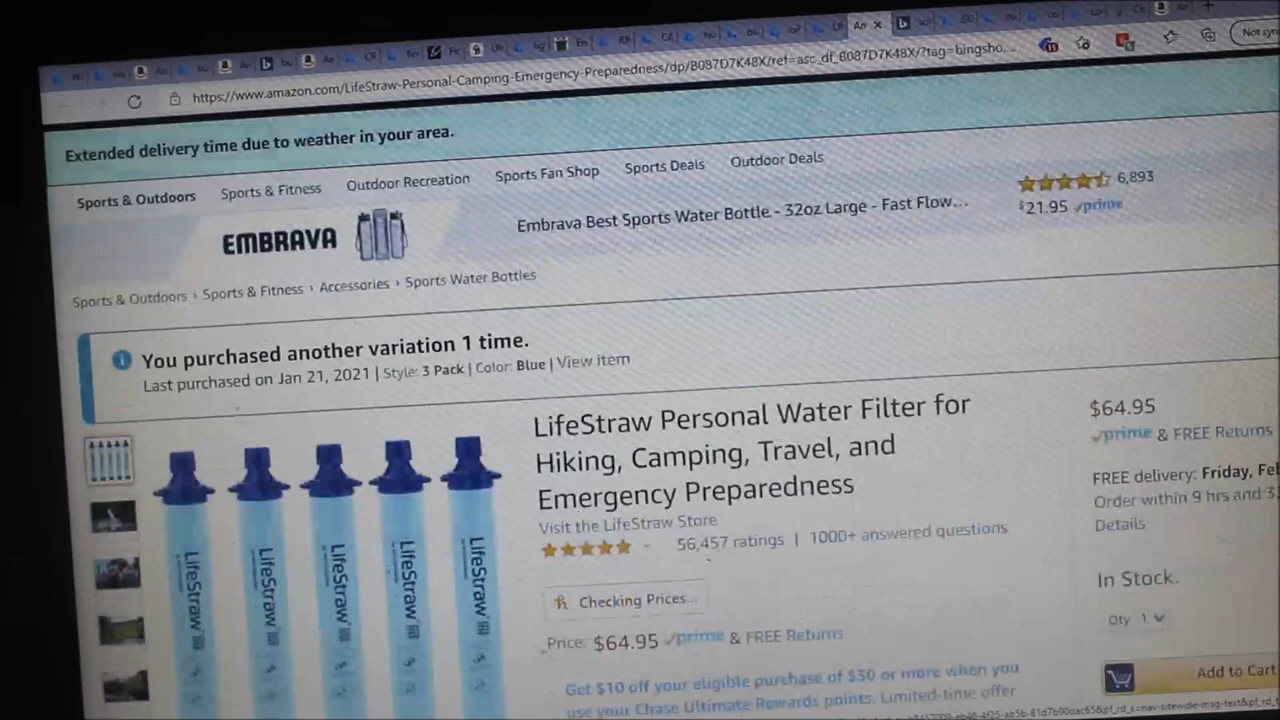 https://www.amazon.com/LifeStraw-Personal-Camping-Emergency-Preparedness/dp/B087D7K48X/ref=asc_df_B087D7K48X/?tag=bingsho...
Extended delivery time due to weather in your area.
Sports & Outdoors Sports & Fitness Outdoor Recreation Sports Fan Shop Sports Deals Outdoor Deals
EMBRAVA
Embrava Best Sports Water Bottle - 32oz Large - Fast Flow...
6,893
$21.95 prime
Sports & Outdoors › Sports & Fitness › Accessories › Sports Water Bottles
You purchased another variation 1 time.
Last purchased on Jan 21, 2021 | Style: 3 Pack | Color: Blue | View item
LifeStraw
LifeStraw
LifeStraw
LifeStraw
LifeStraw
LifeStraw Personal Water Filter for
Hiking, Camping, Travel, and
Emergency Preparedness
Visit the LifeStraw Store
56,457 ratings | 1000+ answered questions
Checking Prices...
Price: $64.95 prime & FREE Returns
Get $10 off your eligible purchase of $30 or more when you
use your Chase Ultimate Rewards points. Limited-time offer
$64.95
prime & FREE Returns
FREE delivery: Friday, Feb
Order within 9 hrs and
Details
In Stock.
Qty 1
Add to Cart